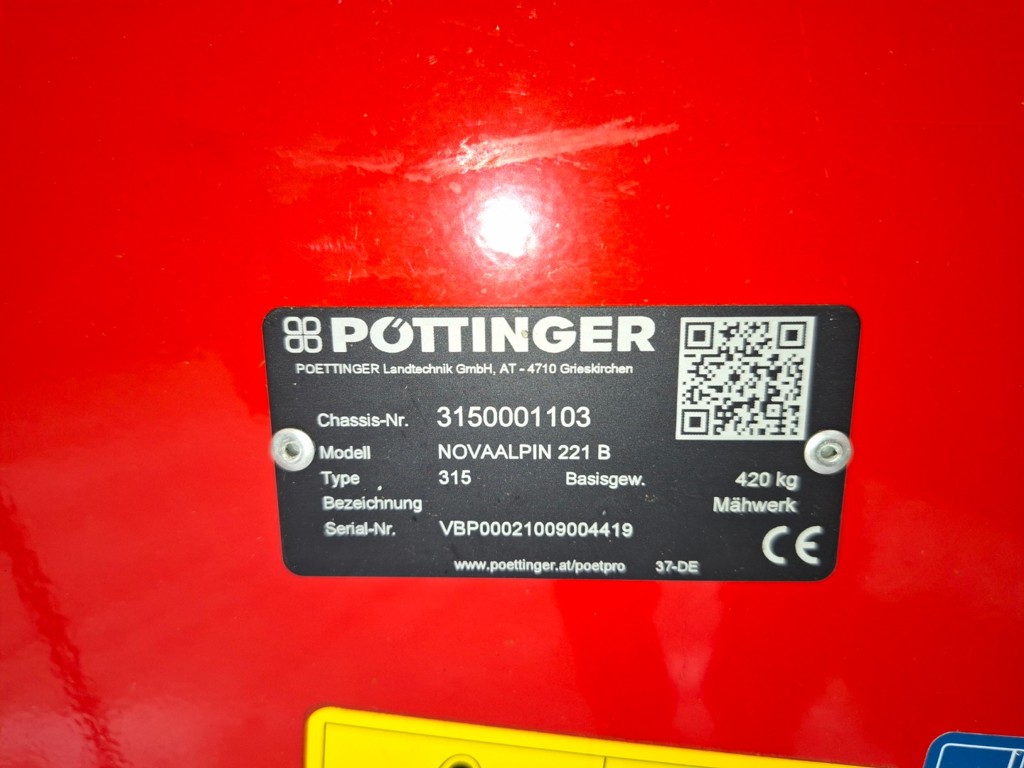 PÖTTINGER
POETTINGER Landtechnik GmbH, AT - 4710 Grieskirchen
Chassis-Nr. 3150001103
Modell NOVAALPIN 221 B
Type 315 Basisgew. 420 kg
Bezeichnung Mähwerk
Serial-Nr. VBP00021009004419
CE
www.poettinger.at/poetpro 37-DE